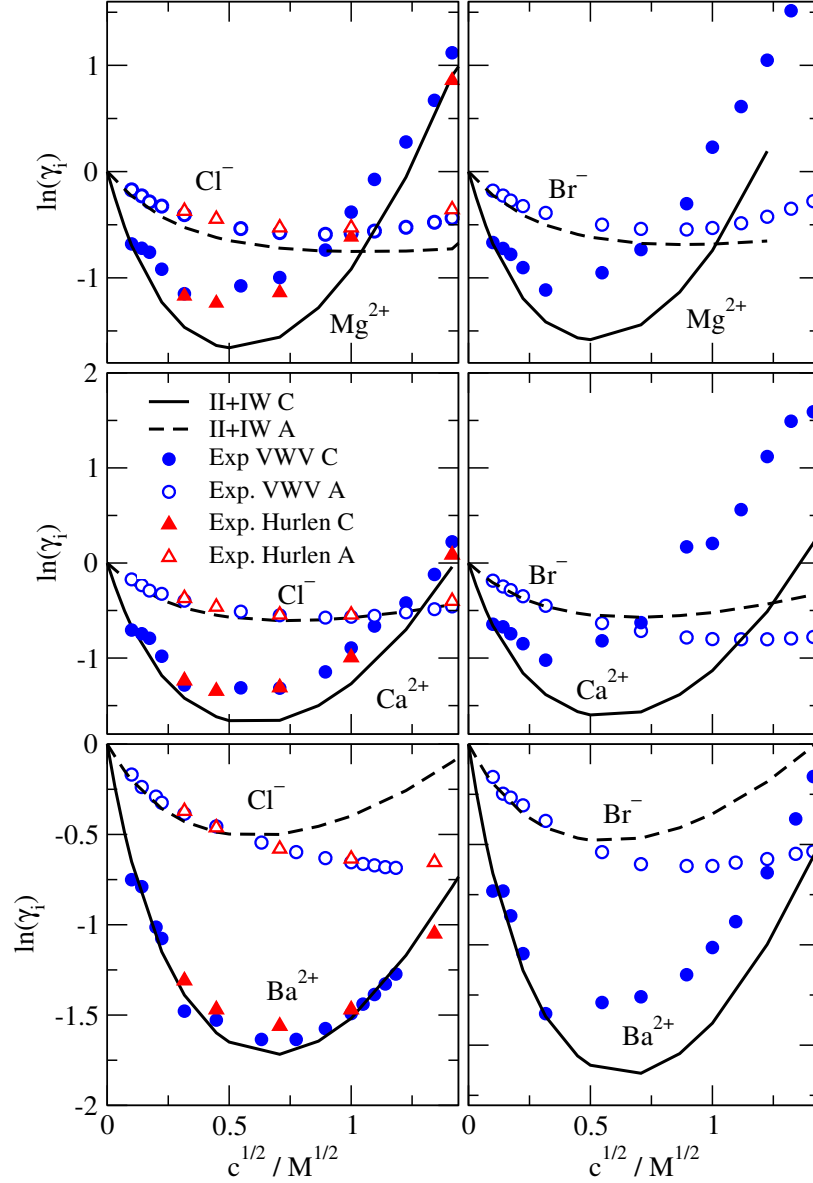 1
0
-1
-2
ln(γi)
Cl−
Mg2+
Br−
Mg2+
2
1
0
-1
ln(γi)
II+IW C
II+IW A
Exp VWV C
Exp. VWV A
Exp. Hurlen C
Exp. Hurlen A
Cl−
Ca2+
Br−
Ca2+
0
-0.5
-1
-1.5
-2
ln(γi)
Cl−
Ba2+
Br−
Ba2+
0 0.5 1
0 0.5 1
c1/2 / M1/2
c1/2 / M1/2